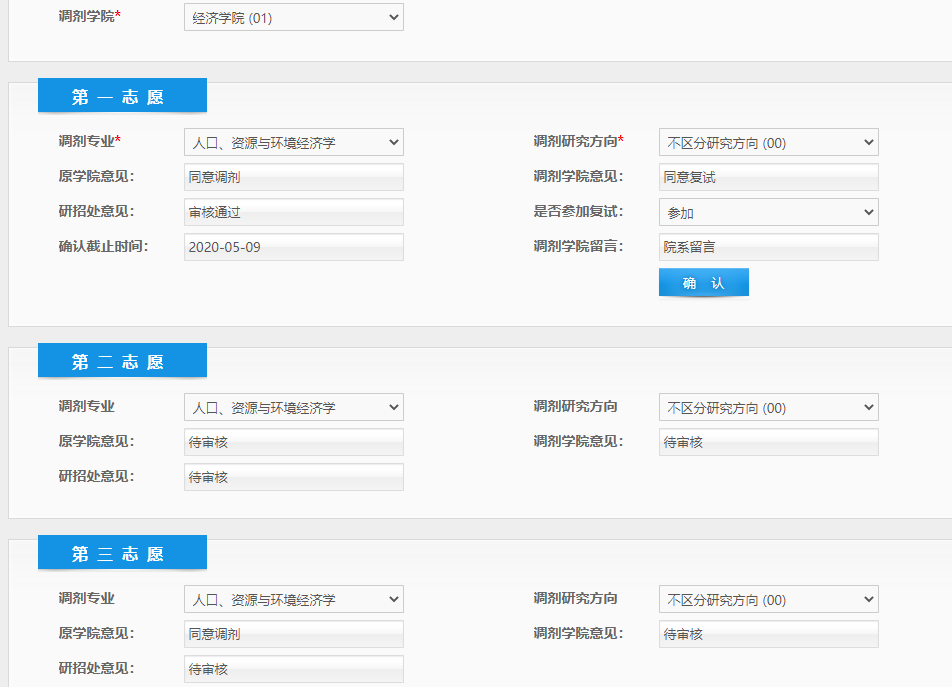 调剂学院* 经济学院 (01)
第一志愿
调剂专业* 人口、资源与环境经济学 调剂研究方向* 不区分研究方向 (00)
原学院意见： 同意调剂 调剂学院意见： 同意复试
研招处意见： 审核通过 是否参加复试： 参加
确认截止时间： 2020-05-09 调剂学院留言： 院系留言
确 认
第二志愿
调剂专业 人口、资源与环境经济学 调剂研究方向 不区分研究方向 (00)
原学院意见： 待审核 调剂学院意见： 待审核
研招处意见： 待审核
第三志愿
调剂专业 人口、资源与环境经济学 调剂研究方向 不区分研究方向 (00)
原学院意见： 同意调剂 调剂学院意见： 待审核
研招处意见： 待审核